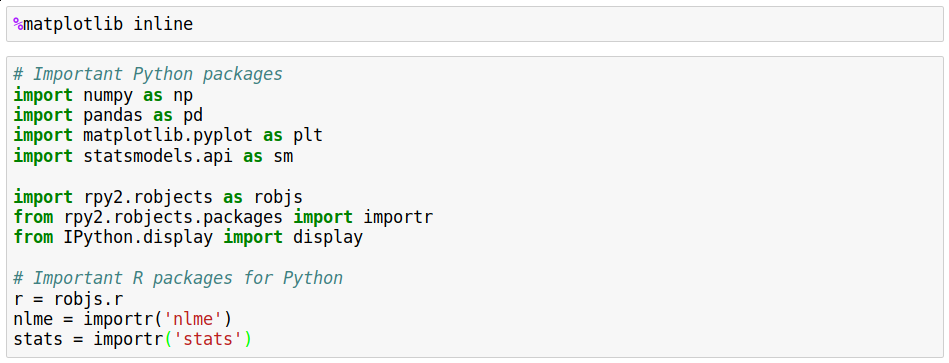 %matplotlib inline
# Important Python packages
import numpy as np
import pandas as pd
import matplotlib.pyplot as plt
import statsmodels.api as sm
import rpy2.robjects as robjs
from rpy2.robjects.packages import importr
from IPython.display import display
# Important R packages for Python
r = robjs.r
nlme = importr('nlme')
stats = importr('stats')